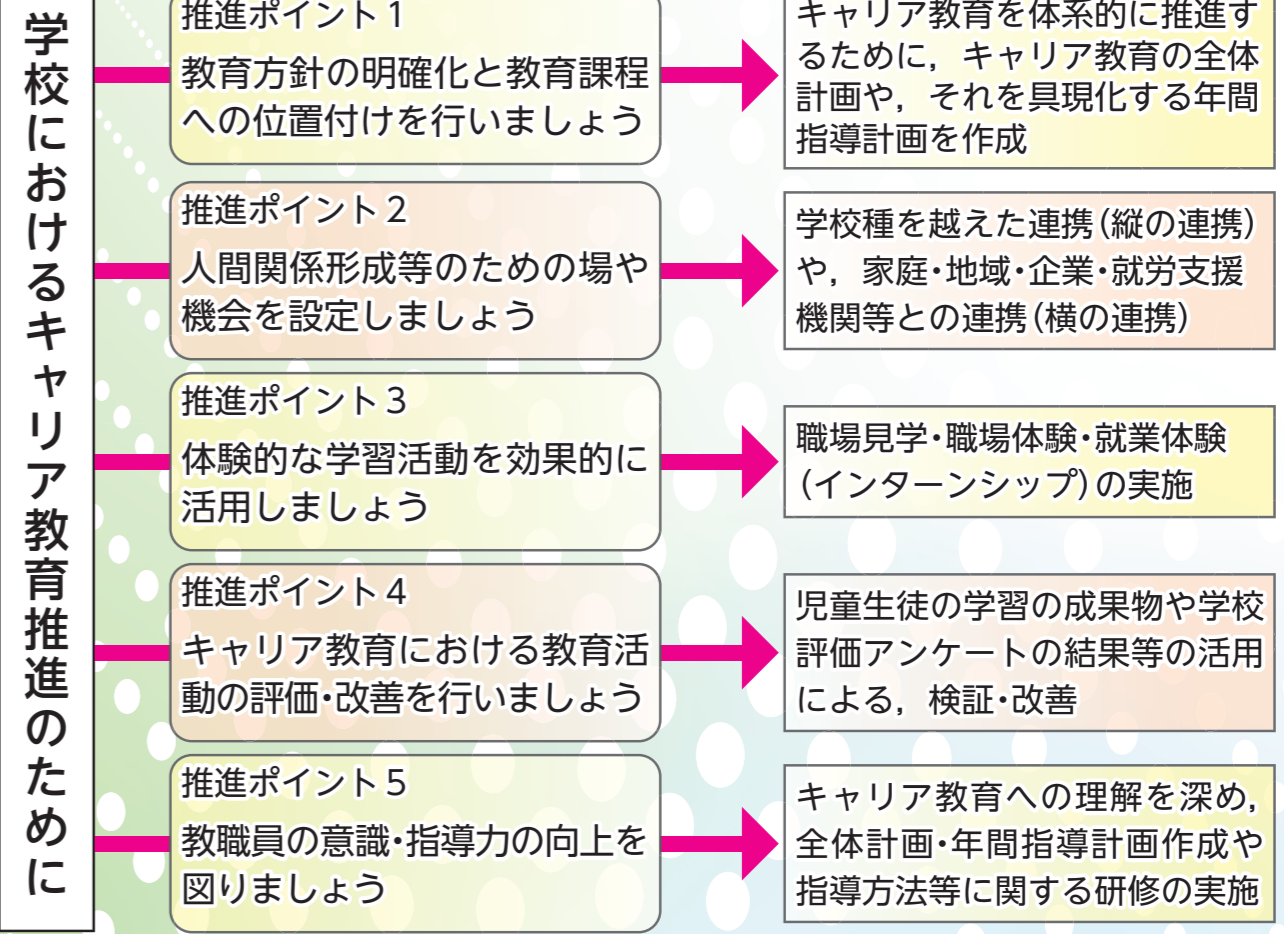 学校におけるキャリア教育推進のために
推進ポイント1
教育方針の明確化と教育課程
への位置付けを行いましょう
キャリア教育を体系的に推進す
るために，キャリア教育の全体
計画や，それを具現化する年間
指導計画を作成
推進ポイント2
人間関係形成等のための場や
機会を設定しましょう
学校種を越えた連携(縦の連携)
や，家庭・地域・企業・就労支援
機関等との連携(横の連携)
推進ポイント3
体験的な学習活動を効果的に
活用しましょう
職場見学・職場体験・就業体験
(インターンシップ)の実施
推進ポイント4
キャリア教育における教育活
動の評価・改善を行いましょう
児童生徒の学習の成果物や学校
評価アンケートの結果等の活用
による，検証・改善
推進ポイント5
教職員の意識・指導力の向上を
図りましょう
キャリア教育への理解を深め，
全体計画・年間指導計画作成や
指導方法等に関する研修の実施